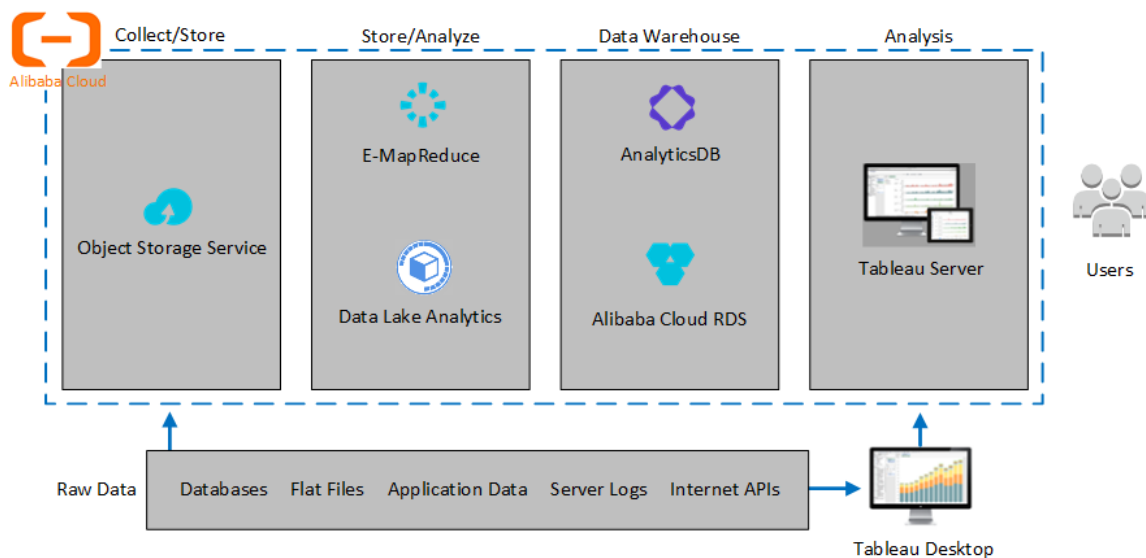 Collect/Store
Store/Analyze
Data Warehouse
Analysis
Alibaba Cloud
E-MapReduce
AnalyticsDB
Object Storage Service
Tableau Server
Users
Data Lake Analytics
Alibaba Cloud RDS
Raw Data
Databases
Flat Files
Application Data
Server Logs
Internet APIs
Tableau Desktop